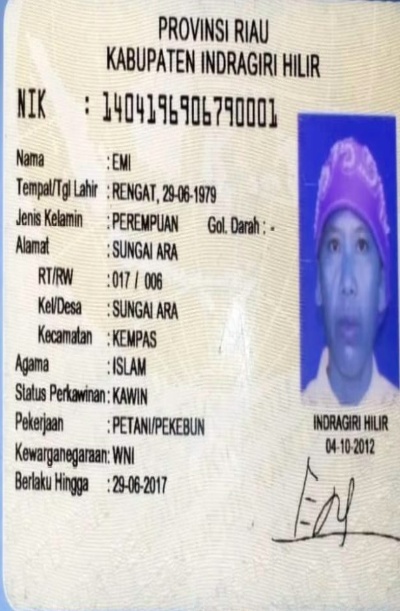 PROVINSI RIAU
KABUPATEN INDRAGIRI HILIR
NIK : 1404196906790001
Nama : EMI
Tempat/Tgl Lahir : RENGAT, 29-06-1979
Jenis Kelamin : PEREMPUAN Gol. Darah : -
Alamat : SUNGAI ARA
RT/RW : 017 / 006
Kel/Desa : SUNGAI ARA
Kecamatan : KEMPAS
Agama : ISLAM
Status Perkawinan: KAWIN
Pekerjaan : PETANI/PEKEBUN
Kewarganegaraan: WNI
Berlaku Hingga : 29-06-2017
INDRAGIRI HILIR
04-10-2012